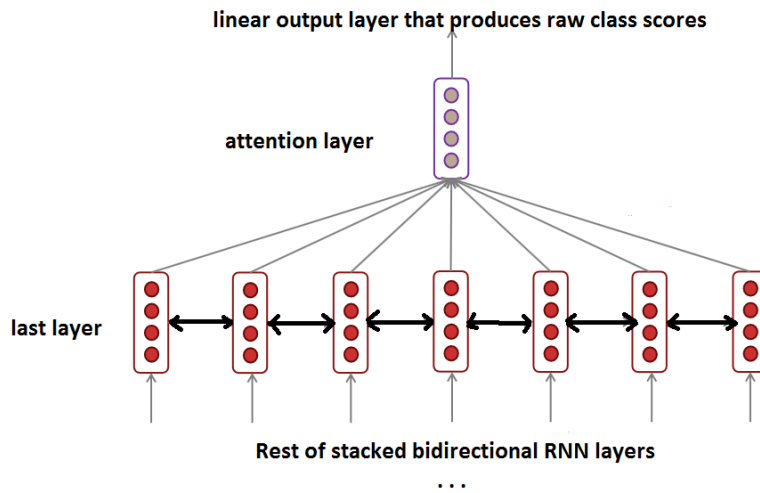 linear output layer that produces raw class scores
attention layer
last layer
Rest of stacked bidirectional RNN layers
...